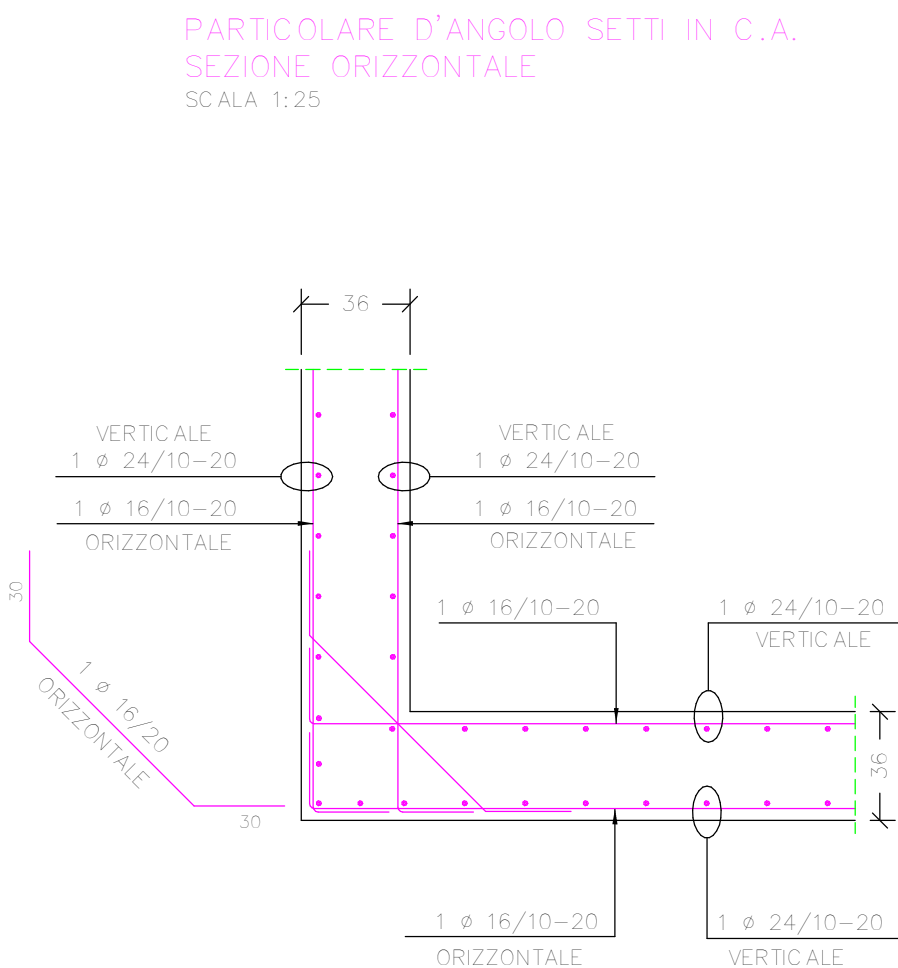 PARTICOLARE D'ANGOLO SETTI IN C.A.
SEZIONE ORIZZONTALE
SCALA 1:25
36
VERTICALE
1 ø 24/10-20
1 ø 16/10-20
ORIZZONTALE
VERTICALE
1 ø 24/10-20
1 ø 16/10-20
ORIZZONTALE
30
1 ø 16/20
ORIZZONTALE
30
1 ø 16/10-20
1 ø 24/10-20
VERTICALE
36
1 ø 16/10-20
ORIZZONTALE
1 ø 24/10-20
VERTICALE